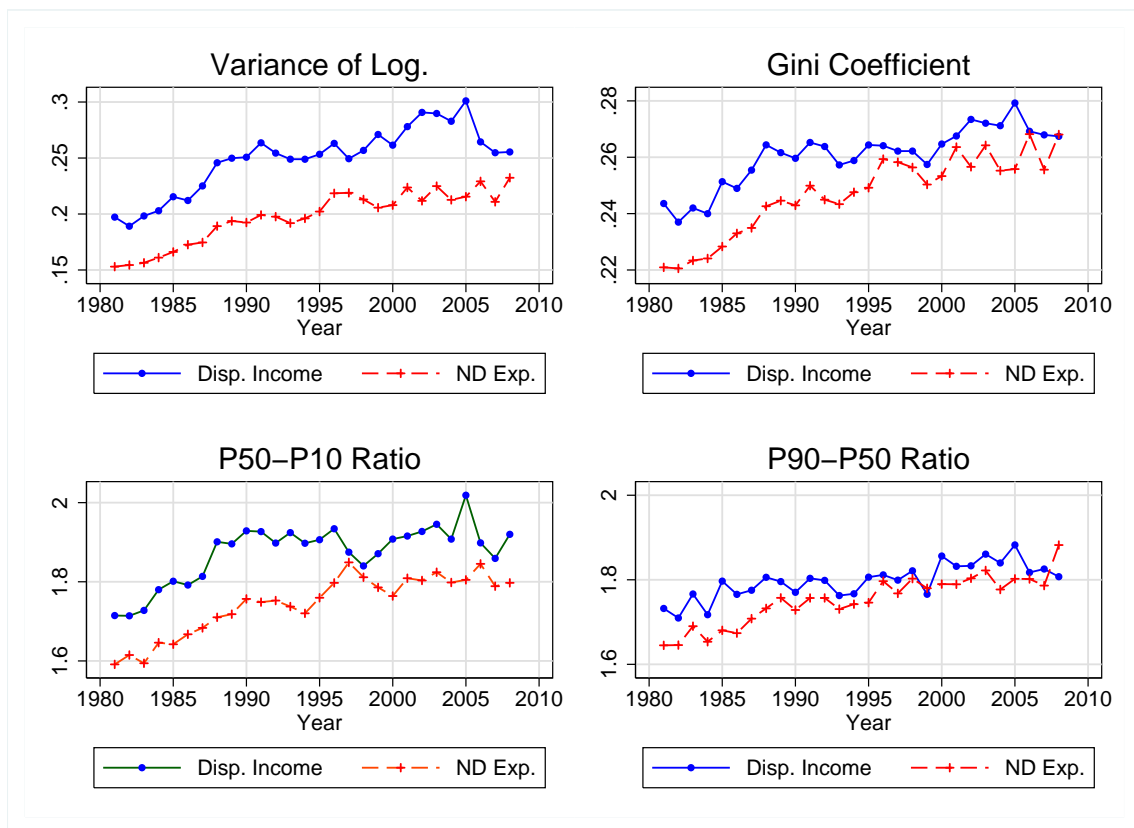 Variance of Log.
.3
.25
.2
.15
1980 1985 1990 1995 2000 2005 2010
Year
Disp. Income ND Exp.
Gini Coefficient
.28
.26
.24
.22
1980 1985 1990 1995 2000 2005 2010
Year
Disp. Income ND Exp.
P50−P10 Ratio
2
1.8
1.6
1980 1985 1990 1995 2000 2005 2010
Year
Disp. Income ND Exp.
P90−P50 Ratio
2
1.8
1.6
1980 1985 1990 1995 2000 2005 2010
Year
Disp. Income ND Exp.